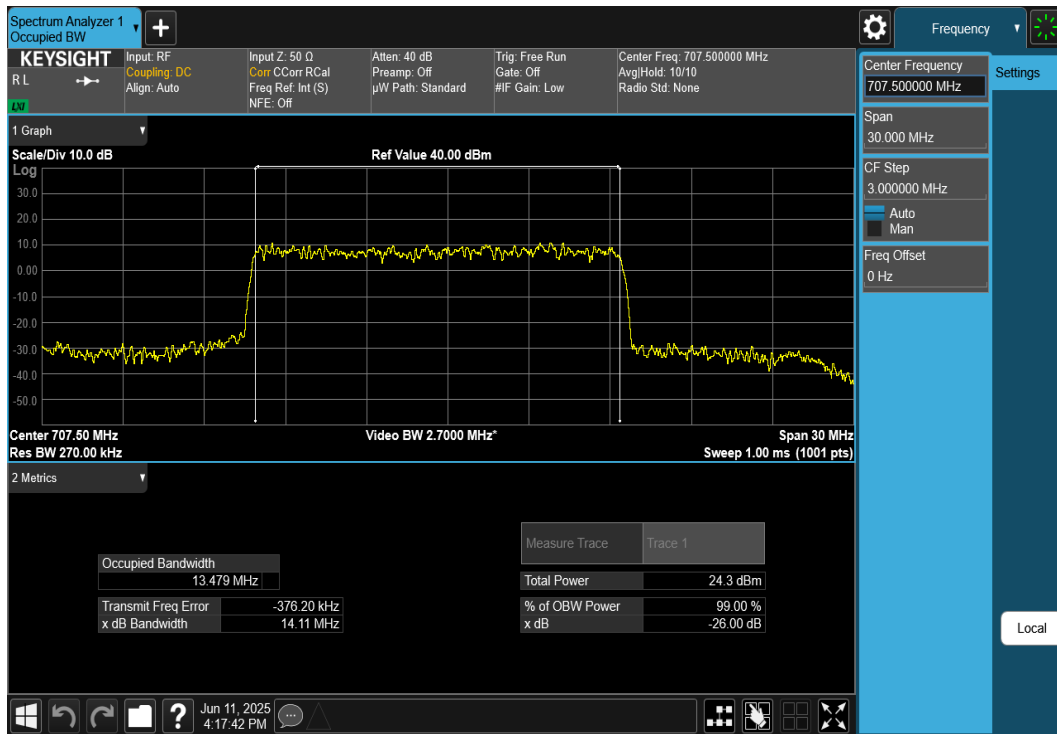 Spectrum Analyzer 1
Occupied BW
Frequency
KEYSIGHT
R L
LXI
Input: RF
Coupling: DC
Align: Auto
Input Z: 50 Ω
Corr CCorr RCal
Freq Ref: Int (S)
NFE: Off
Atten: 40 dB
Preamp: Off
µW Path: Standard
Trig: Free Run
Gate: Off
#IF Gain: Low
Center Freq: 707.500000 MHz
Avg|Hold: 10/10
Radio Std: None
Center Frequency
707.500000 MHz
Settings
Span
30.000 MHz
CF Step
3.000000 MHz
Auto
Man
Freq Offset
0 Hz
Local
1 Graph
Scale/Div 10.0 dB
Ref Value 40.00 dBm
Log
30.0
20.0
10.0
0.00
-10.0
-20.0
-30.0
-40.0
-50.0
Center 707.50 MHz
Video BW 2.7000 MHz*
Span 30 MHz
Res BW 270.00 kHz
Sweep 1.00 ms (1001 pts)
2 Metrics
Measure Trace
Trace 1
Occupied Bandwidth
13.479 MHz
Total Power
24.3 dBm
Transmit Freq Error
-376.20 kHz
% of OBW Power
99.00 %
x dB Bandwidth
14.11 MHz
x dB
-26.00 dB
?
Jun 11, 2025
4:17:42 PM